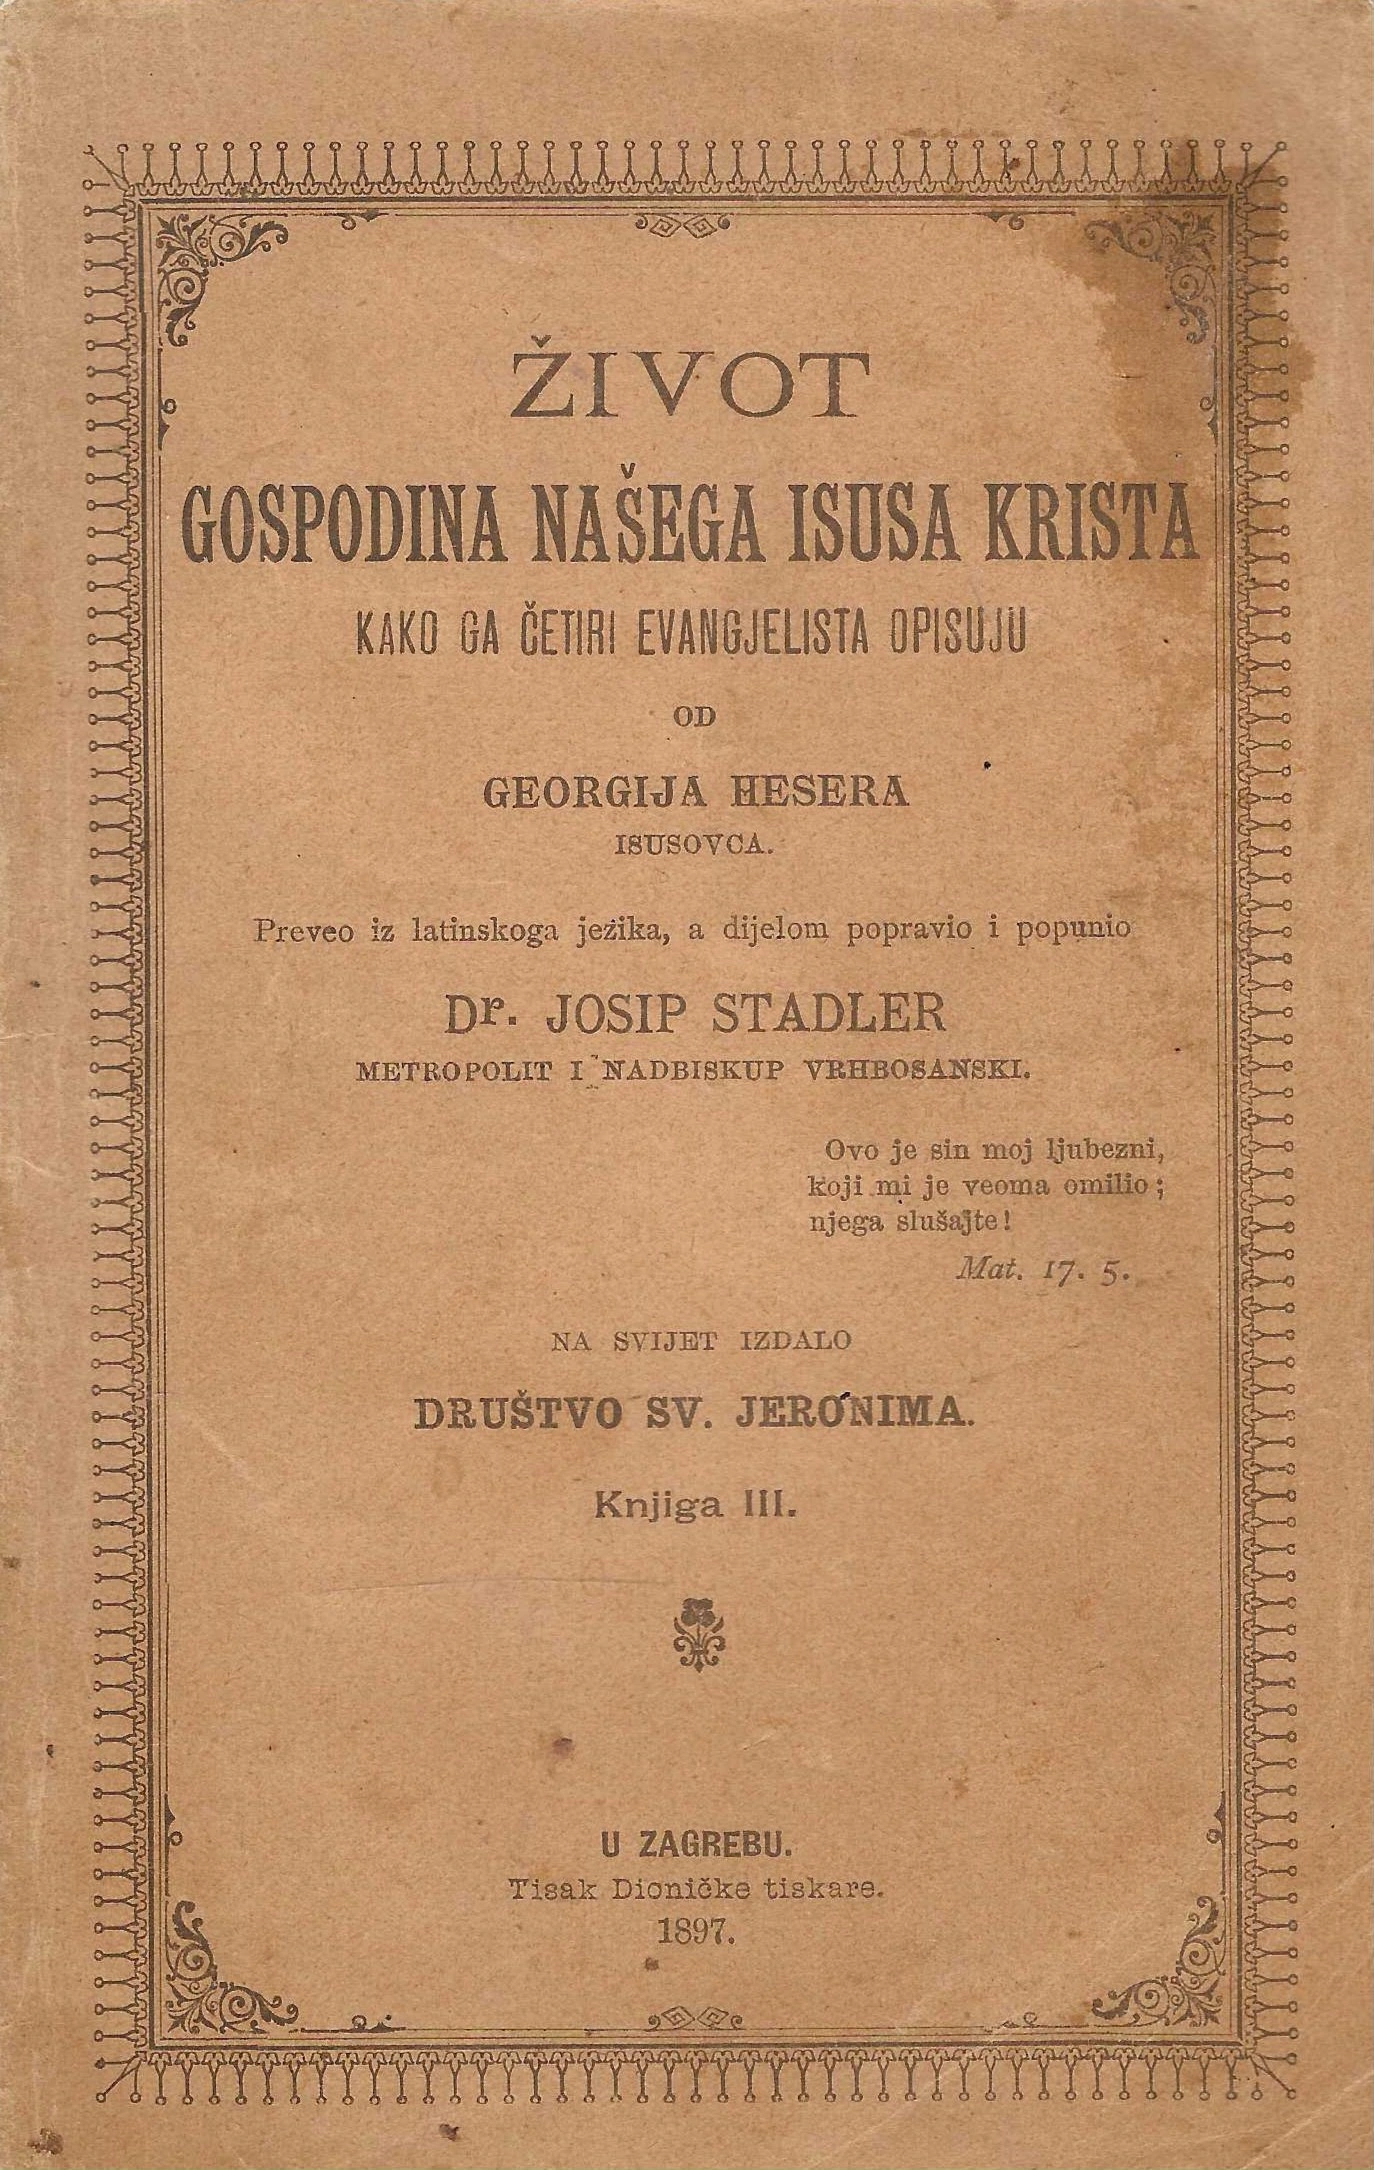 ŽIVOT
GOSPODINA NAŠEGA ISUSA KRISTA
KAKO GA ČETIRI EVANGJELISTA OPISUJU
OD
GEORGIJA HESERA
ISUSOVCA.
Preveo iz latinskoga jezika, a dijelom popravio i popunio
Dr. JOSIP STADLER
METROPOLIT I NADBISKUP VRHBOSANSKI.
Ovo je sin moj ljubezni,
koji mi je veoma omilio;
njega slušajte!
Mat. 17. 5.
NA SVIJET IZDALO
DRUŠTVO SV. JERONIMA.
Knjiga III.
U ZAGREBU.
Tisak Dioničke tiskare.
1897.